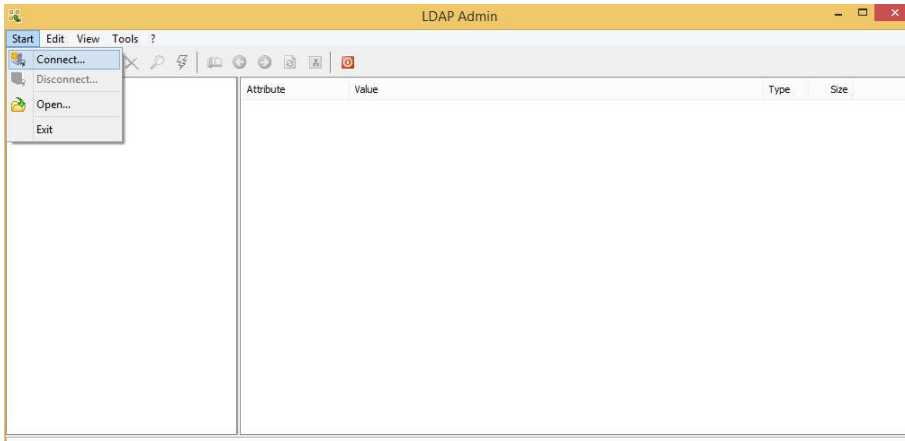 LDAP Admin
Start Edit View Tools ?
Connect...
Disconnect...
Open...
Exit
Attribute Value Type Size